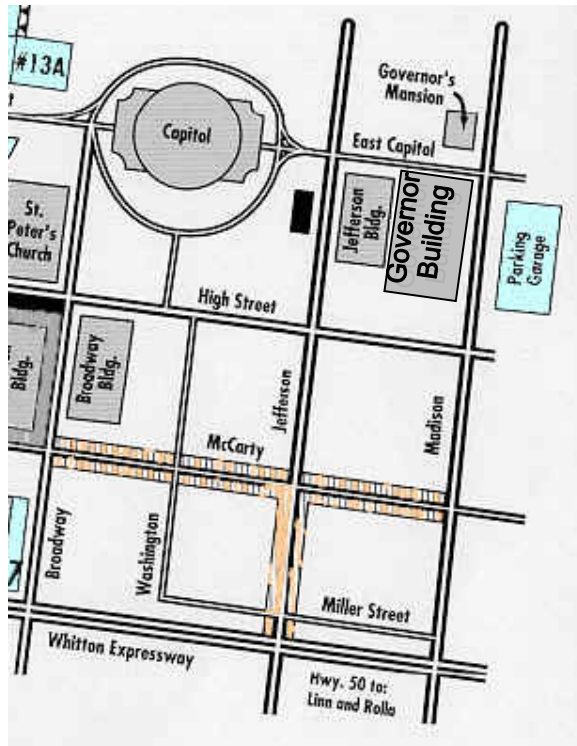 #13A
Governor's
Mansion
Capitol
East Capitol
St.
Peter's
Church
Jefferson
Bldg.
Governor
Building
Parking
Garage
High Street
Bldg.
Broadway
Bldg.
Jefferson
Madison
McCarty
Broadway
Washington
Miller Street
Whitton Expressway
Hwy. 50 to:
Linn and Rolla